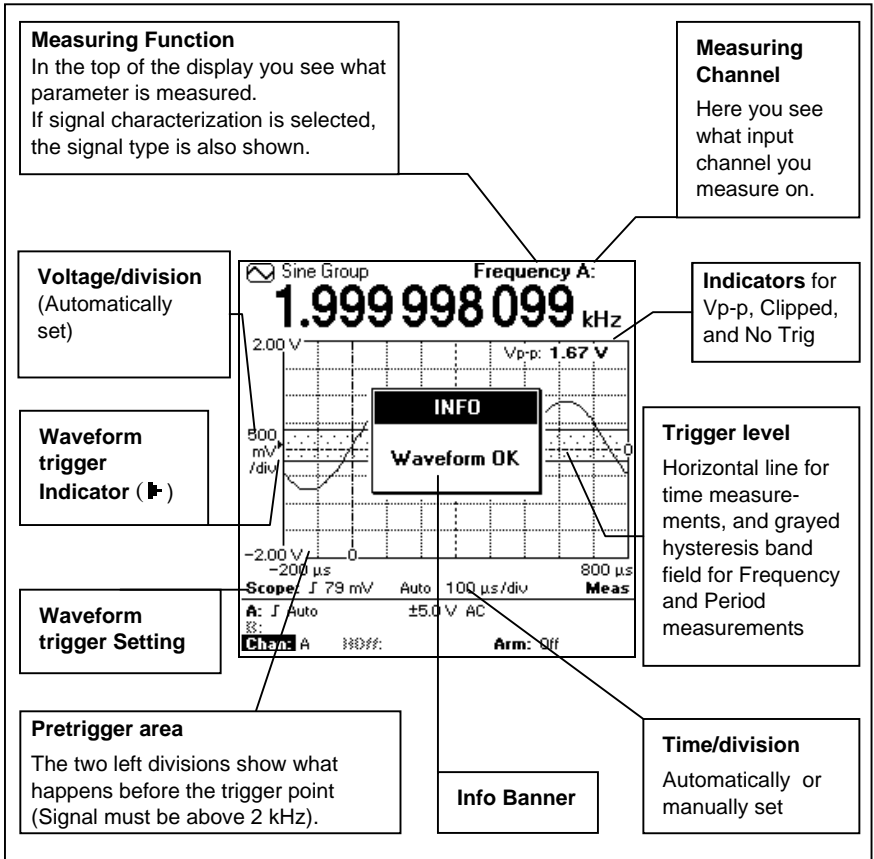 Measuring Function
In the top of the display you see what
parameter is measured.
If signal characterization is selected,
the signal type is also shown.
Measuring
Channel
Here you see
what input
channel you
measure on.
Voltage/division
(Automatically
set)
Sine Group Frequency A:
1.999 998 099 kHz
Indicators for
Vp-p, Clipped,
and No Trig
2.00 V
Vp-p: 1.67 V
INFO
Waveform OK
500
mV
/div
0
-2.00 V
0
-200 µs
800 µs
Scope: ƒ 79 mV Auto 100 µs/div Meas
A: ƒ Auto ±5.0 V AC
Chan: A Arm: Off
Waveform
trigger
Indicator ( )
Trigger level
Horizontal line for
time measure-
ments, and grayed
hysteresis band
field for Frequency
and Period
measurements
Waveform
trigger Setting
Pretrigger area
The two left divisions show what
happens before the trigger point
(Signal must be above 2 kHz).
Info Banner
Time/division
Automatically or
manually set